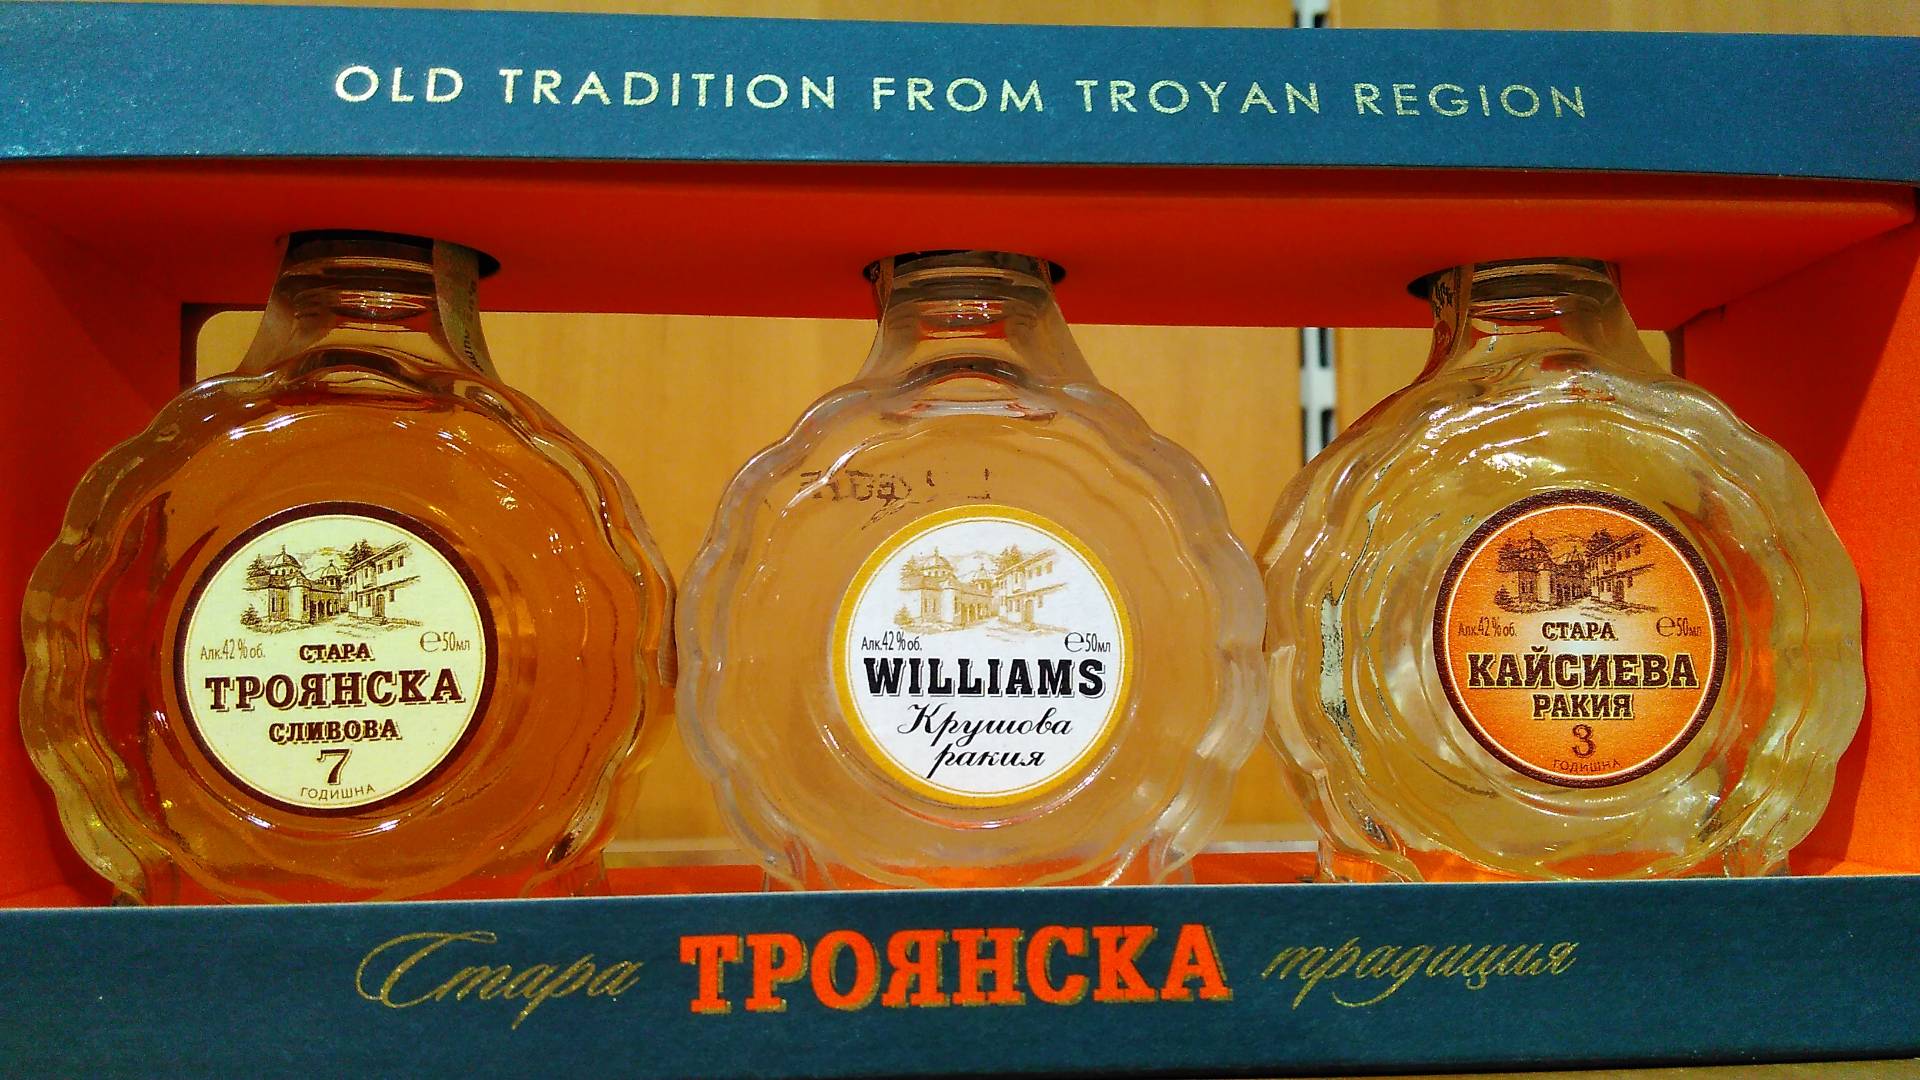 OLD TRADITION FROM TROYAN REGION
Алк.42%об.
℮50мл
СТАРА
ТРОЯНСКА
СЛИВОВА
7
ГОДИШНА
Алк.42%об.
℮50мл
WILLIAMS
Крушова
ракия
Алк.42%об.
℮50мл
СТАРА
КАЙСИЕВА
РАКИЯ
3
ГОДИШНА
Стара ТРОЯНСКА традиция